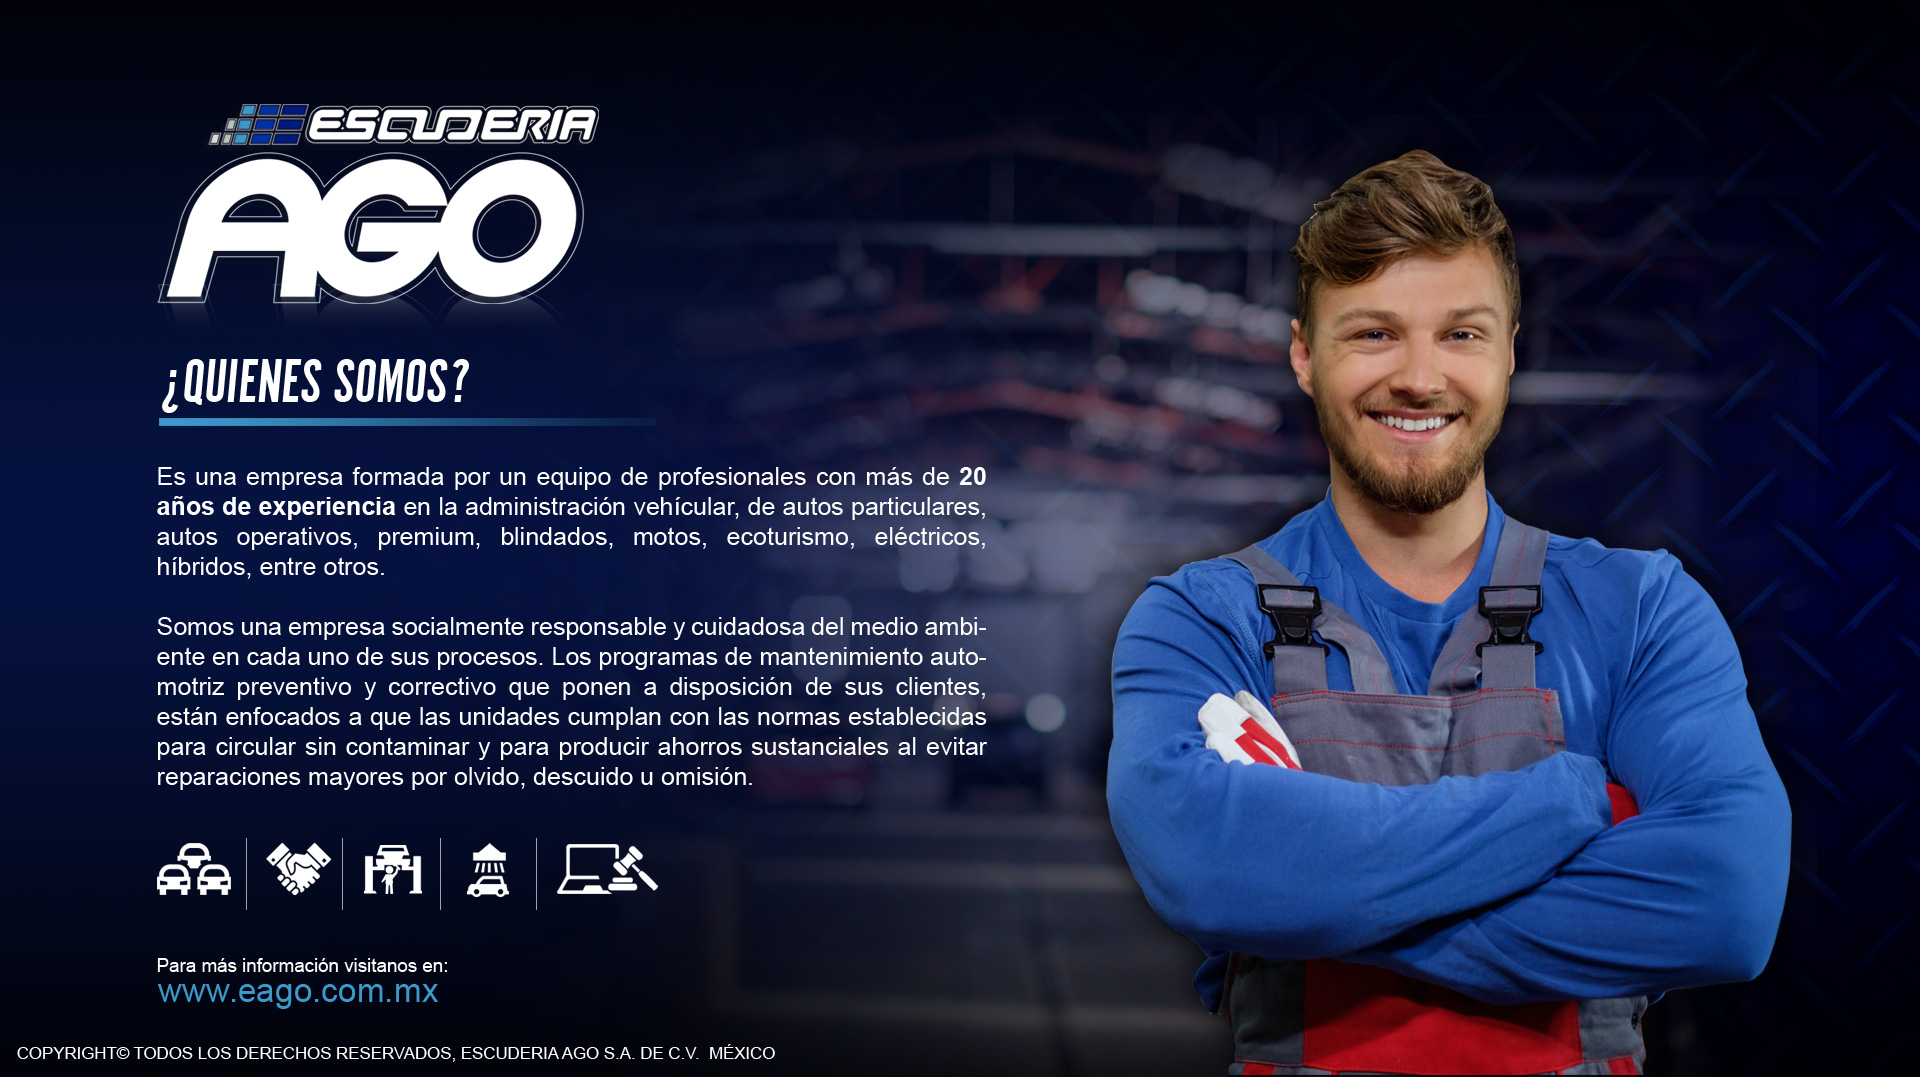 ESCUDERIA
AGO
¿QUIENES SOMOS?
Es una empresa formada por un equipo de profesionales con más de 20
años de experiencia en la administración vehícular, de autos particulares,
autos operativos, premium, blindados, motos, ecoturismo, eléctricos,
híbridos, entre otros.
Somos una empresa socialmente responsable y cuidadosa del medio ambi-
ente en cada uno de sus procesos. Los programas de mantenimiento auto-
motriz preventivo y correctivo que ponen a disposición de sus clientes,
están enfocados a que las unidades cumplan con las normas establecidas
para circular sin contaminar y para producir ahorros sustanciales al evitar
reparaciones mayores por olvido, descuido u omisión.
Para más información visitanos en:
www.eago.com.mx
COPYRIGHT© TODOS LOS DERECHOS RESERVADOS, ESCUDERIA AGO S.A. DE C.V. MÉXICO